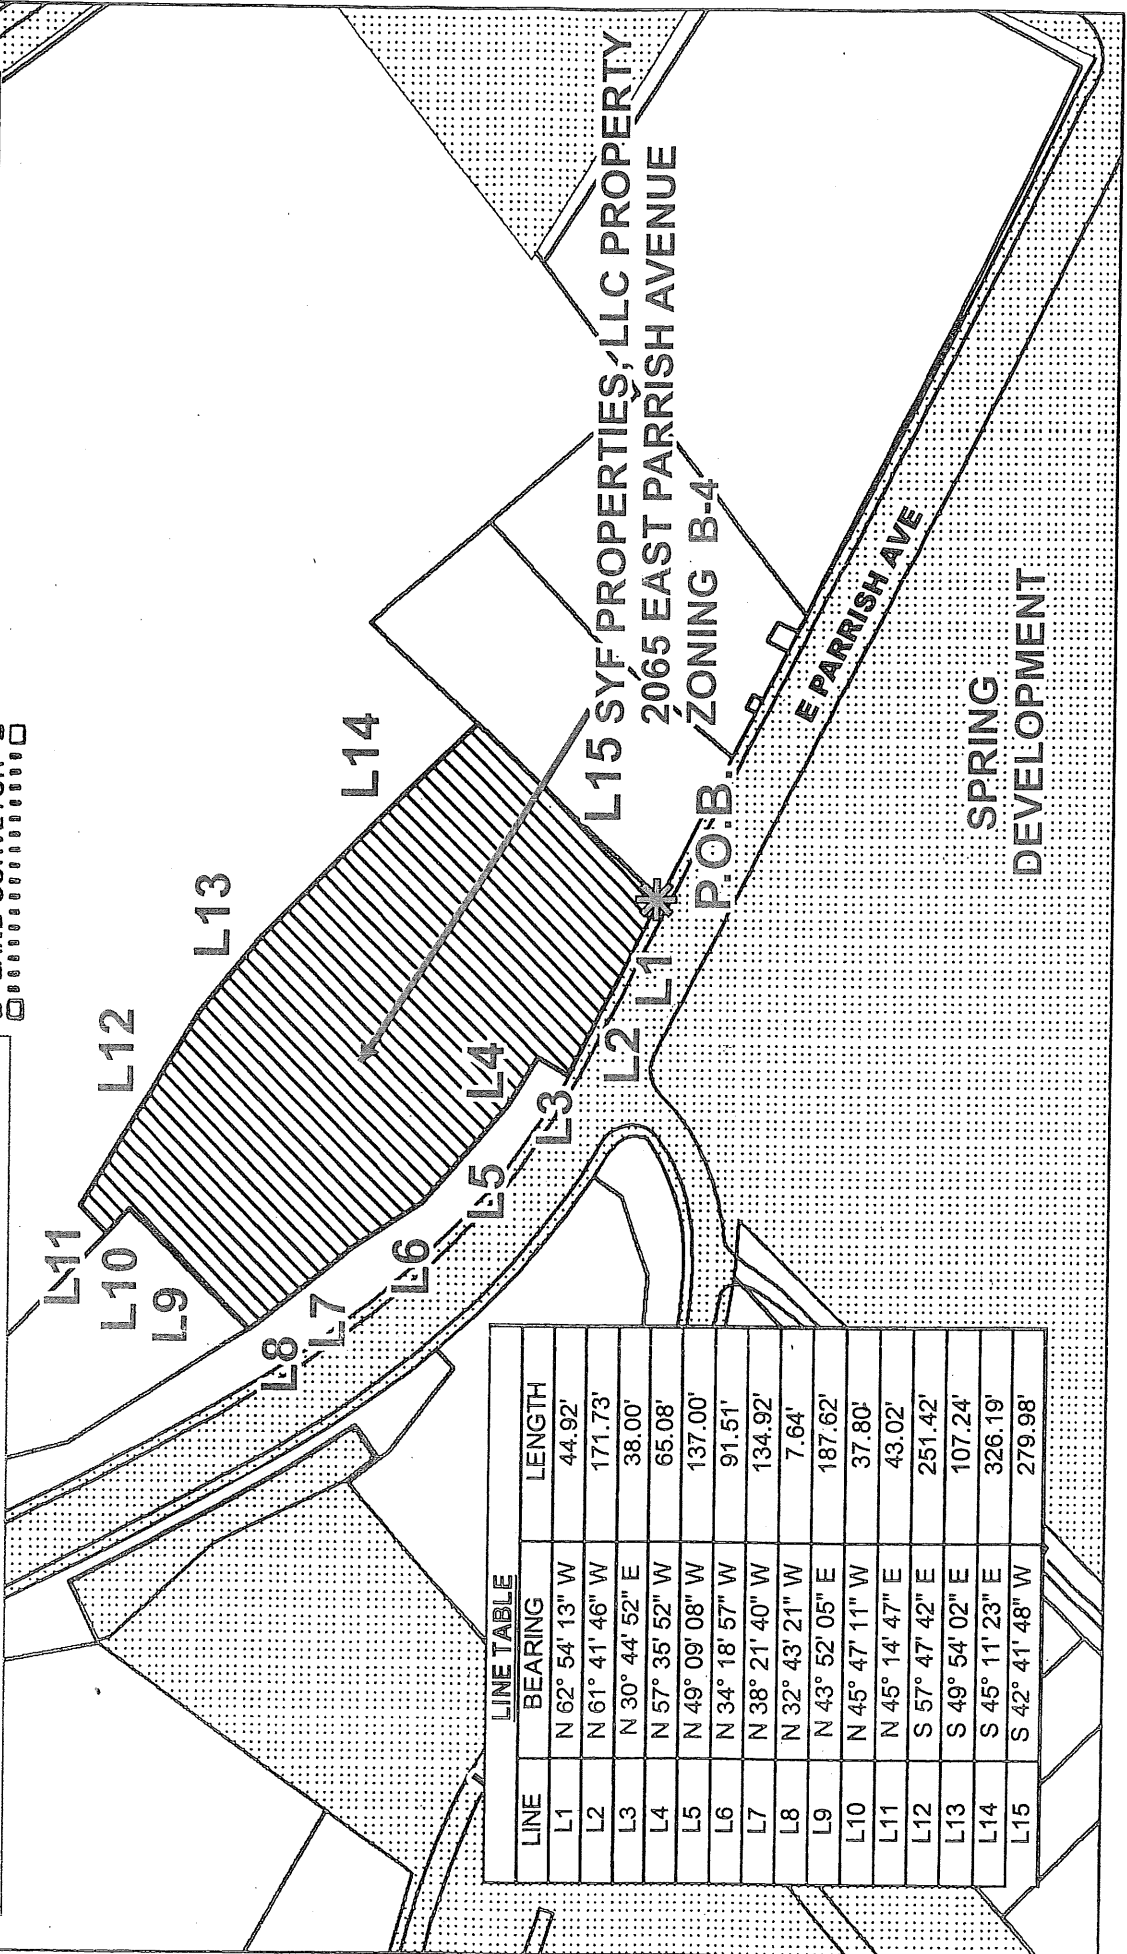 LAND SURVEYOR
L11
L12
L13
L14
L10
L9
L8
L7
L6
L5
L4
L3
L2
L1
L15
SYF PROPERTIES, LLC PROPERTY
2065 EAST PARRISH AVENUE
ZONING B-4
P.O.B.
E PARRISH AVE
SPRING
DEVELOPMENT
LINE TABLE
LINE BEARING LENGTH
L1 N 62° 54' 13" W 44.92'
L2 N 61° 41' 46" W 171.73'
L3 N 30° 44' 52" E 38.00'
L4 N 57° 35' 52" W 65.08'
L5 N 49° 09' 08" W 137.00'
L6 N 34° 18' 57" W 91.51'
L7 N 38° 21' 40" W 134.92'
L8 N 32° 43' 21" W 7.64'
L9 N 43° 52' 05" E 187.62'
L10 N 45° 47' 11" W 37.80'
L11 N 45° 14' 47" E 43.02'
L12 S 57° 47' 42" E 251.42'
L13 S 49° 54' 02" E 107.24'
L14 S 45° 11' 23" E 326.19'
L15 S 42° 41' 48" W 279.98'